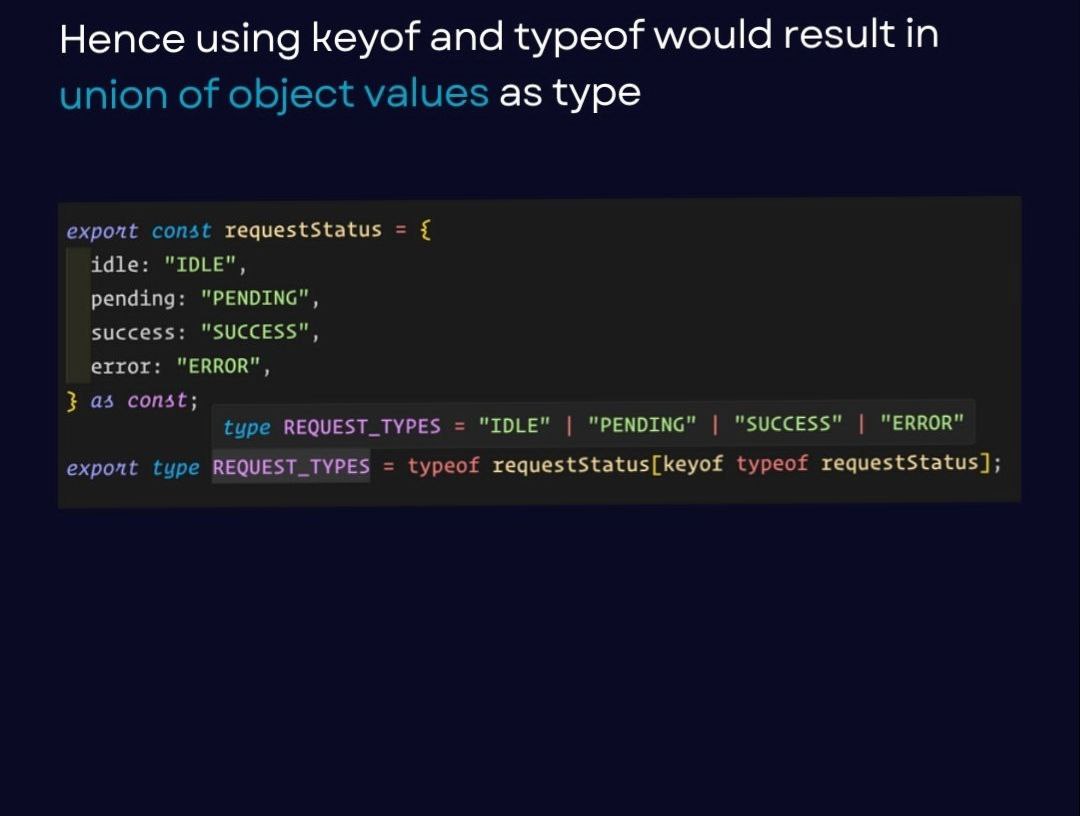 Hence using keyof and typeof would result in
union of object values as type
export const requestStatus = {
idle: "IDLE",
pending: "PENDING",
success: "SUCCESS",
error: "ERROR",
} as const;
type REQUEST_TYPES = "IDLE" | "PENDING" | "SUCCESS" | "ERROR"
export type REQUEST_TYPES = typeof requestStatus[keyof typeof requestStatus];